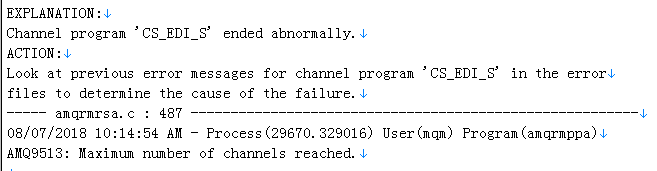 EXPLANATION:↓
Channel program 'CS_EDI_S' ended abnormally.↓
ACTION:↓
Look at previous error messages for channel program 'CS_EDI_S' in the error↓
files to determine the cause of the failure.↓
----- amqrmrsa.c : 487 --------------------------------------------------------↓
08/07/2018 10:14:54 AM - Process(29670.329016) User(mqm) Program(amqrmppa)↓
AMQ9513: Maximum number of channels reached.↓